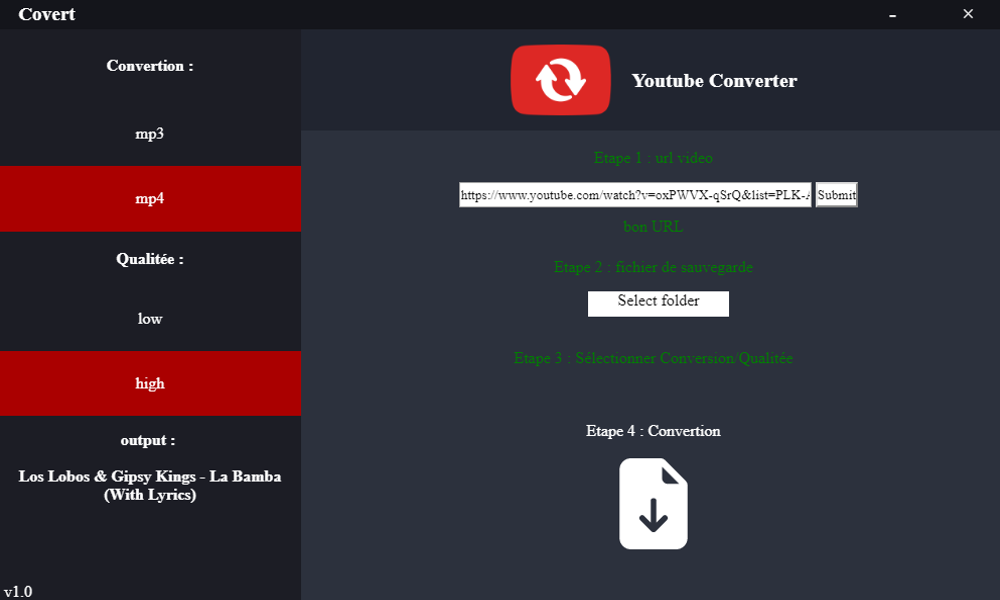 Covert
Convertion :
mp3
mp4
Qualitée :
low
high
output :
Los Lobos & Gipsy Kings - La Bamba
(With Lyrics)
v1.0
Youtube Converter
Etape 1 : url video
https://www.youtube.com/watch?v=oxPWVX-qSrQ&list=PLK-A Submit
bon URL
Etape 2 : fichier de sauvegarde
Select folder
Etape 3 : Sélectionner Conversion/Qualitée
Etape 4 : Convertion